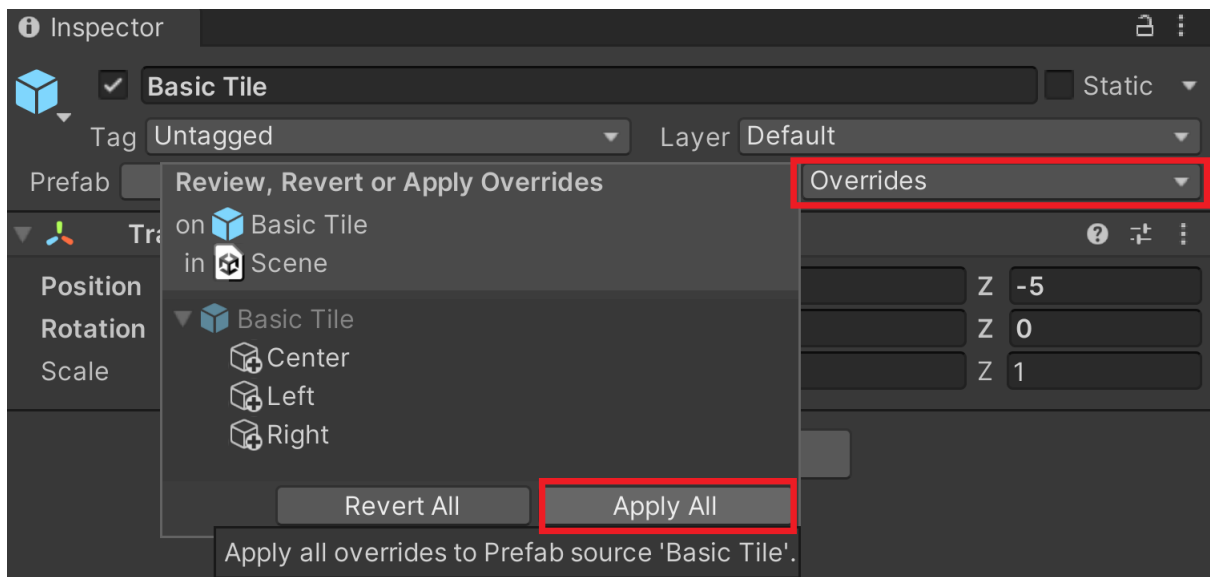 Inspector
Basic Tile
Static
Tag Untagged
Layer Default
Prefab
Overrides
Review, Revert or Apply Overrides
on Basic Tile
in Scene
Tra
Position
Z -5
Rotation
Z 0
Scale
Z 1
Basic Tile
Center
Left
Right
Revert All
Apply All
Apply all overrides to Prefab source 'Basic Tile'.